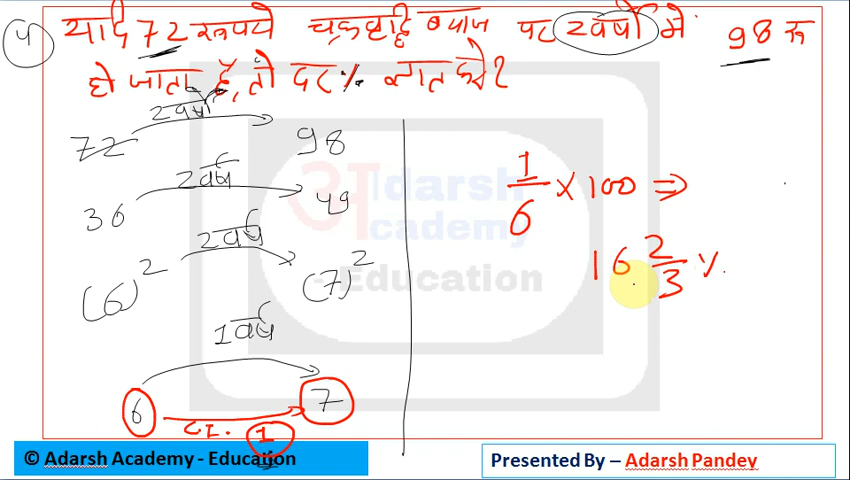 4) यदि 72 रूपये चक्रवृद्धि ब्याज पर 2 वर्षों में 98 रू
हो जाता है, तो दर % ज्ञात करो?
72 2 वर्ष 98
36 2 वर्ष 49
(6)² 2 वर्ष (7)²
1 वर्ष
6 7
1
1/6 × 100 ⇒
16 2/3 %
अ Adarsh
Academy
- Education
© Adarsh Academy - Education
Presented By – Adarsh Pandey